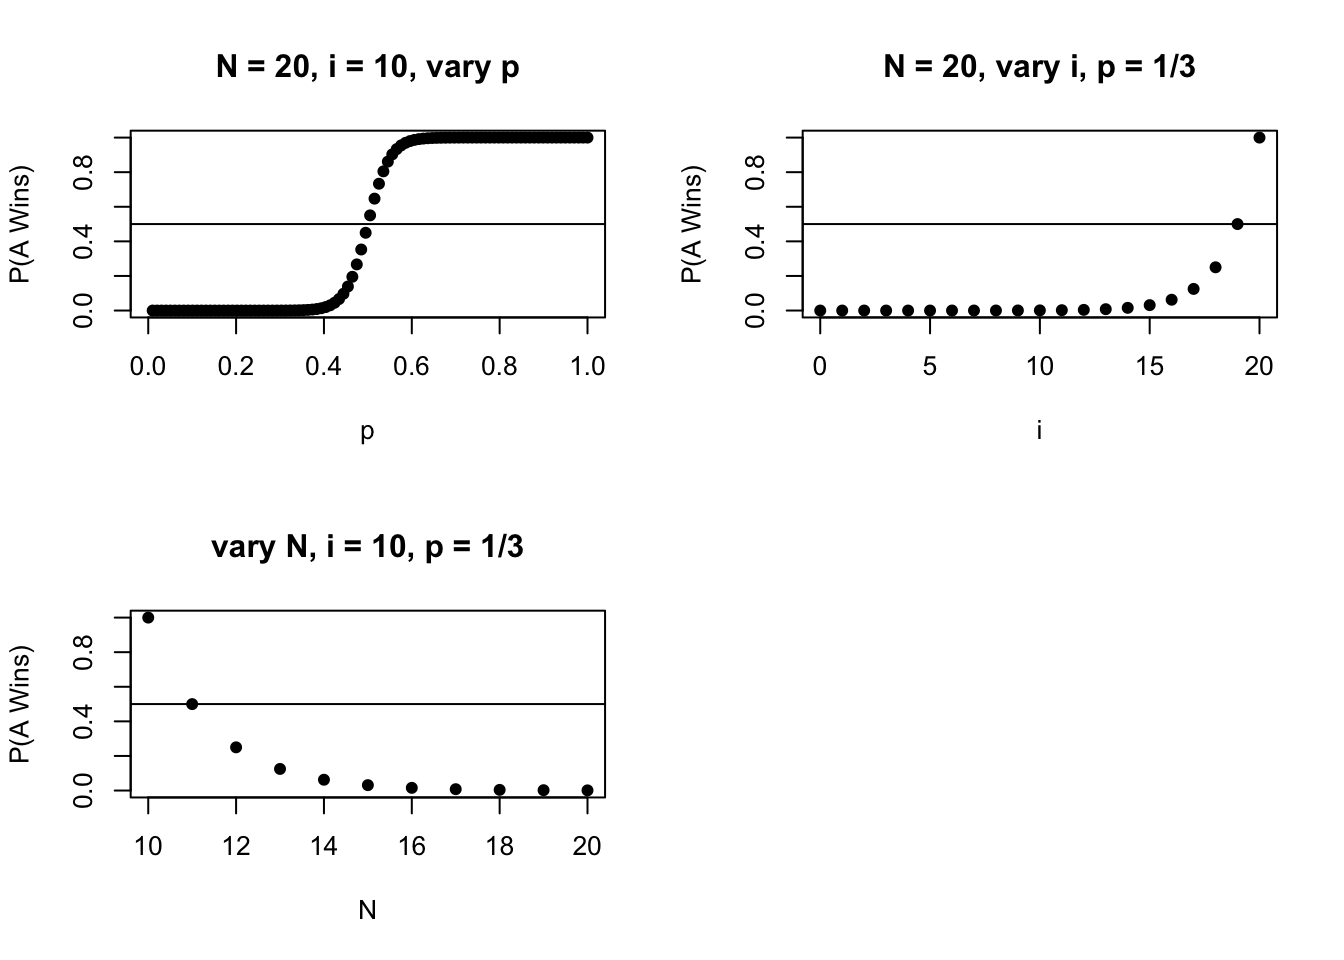 N = 20, i = 10, vary p
P(A Wins)
0.8
0.4
0.0
0.0 0.2 0.4 0.6 0.8 1.0
p
N = 20, vary i, p = 1/3
P(A Wins)
0.8
0.4
0.0
0 5 10 15 20
i
vary N, i = 10, p = 1/3
P(A Wins)
0.8
0.4
0.0
10 12 14 16 18 20
N